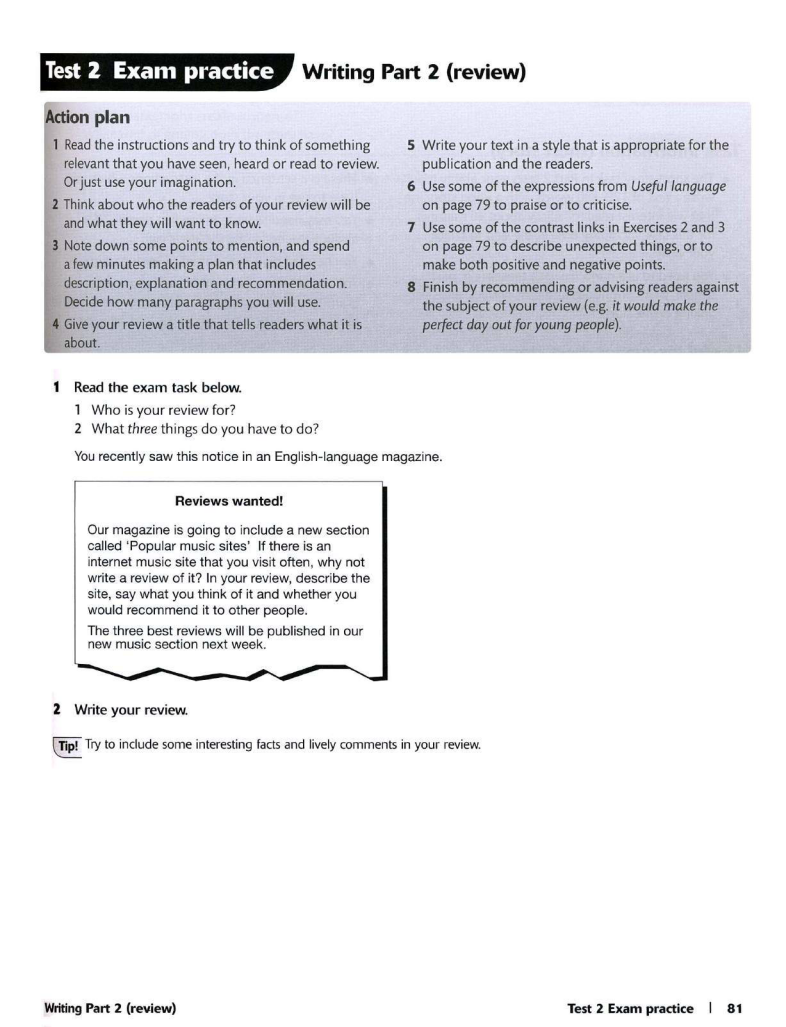 Test 2 Exam practice Writing Part 2 (review)
Action plan
1 Read the instructions and try to think of something
relevant that you have seen, heard or read to review.
Or just use your imagination.
2 Think about who the readers of your review will be
and what they will want to know.
3 Note down some points to mention, and spend
a few minutes making a plan that includes
description, explanation and recommendation.
Decide how many paragraphs you will use.
4 Give your review a title that tells readers what it is
about.
5 Write your text in a style that is appropriate for the
publication and the readers.
6 Use some of the expressions from Useful language
on page 79 to praise or to criticise.
7 Use some of the contrast links in Exercises 2 and 3
on page 79 to describe unexpected things, or to
make both positive and negative points.
8 Finish by recommending or advising readers against
the subject of your review (e.g. it would make the
perfect day out for young people).
1 Read the exam task below.
1 Who is your review for?
2 What three things do you have to do?
You recently saw this notice in an English-language magazine.
Reviews wanted!
Our magazine is going to include a new section
called 'Popular music sites' If there is an
internet music site that you visit often, why not
write a review of it? In your review, describe the
site, say what you think of it and whether you
would recommend it to other people.
The three best reviews will be published in our
new music section next week.
2 Write your review.
Tip! Try to include some interesting facts and lively comments in your review.
Writing Part 2 (review)
Test 2 Exam practice | 81